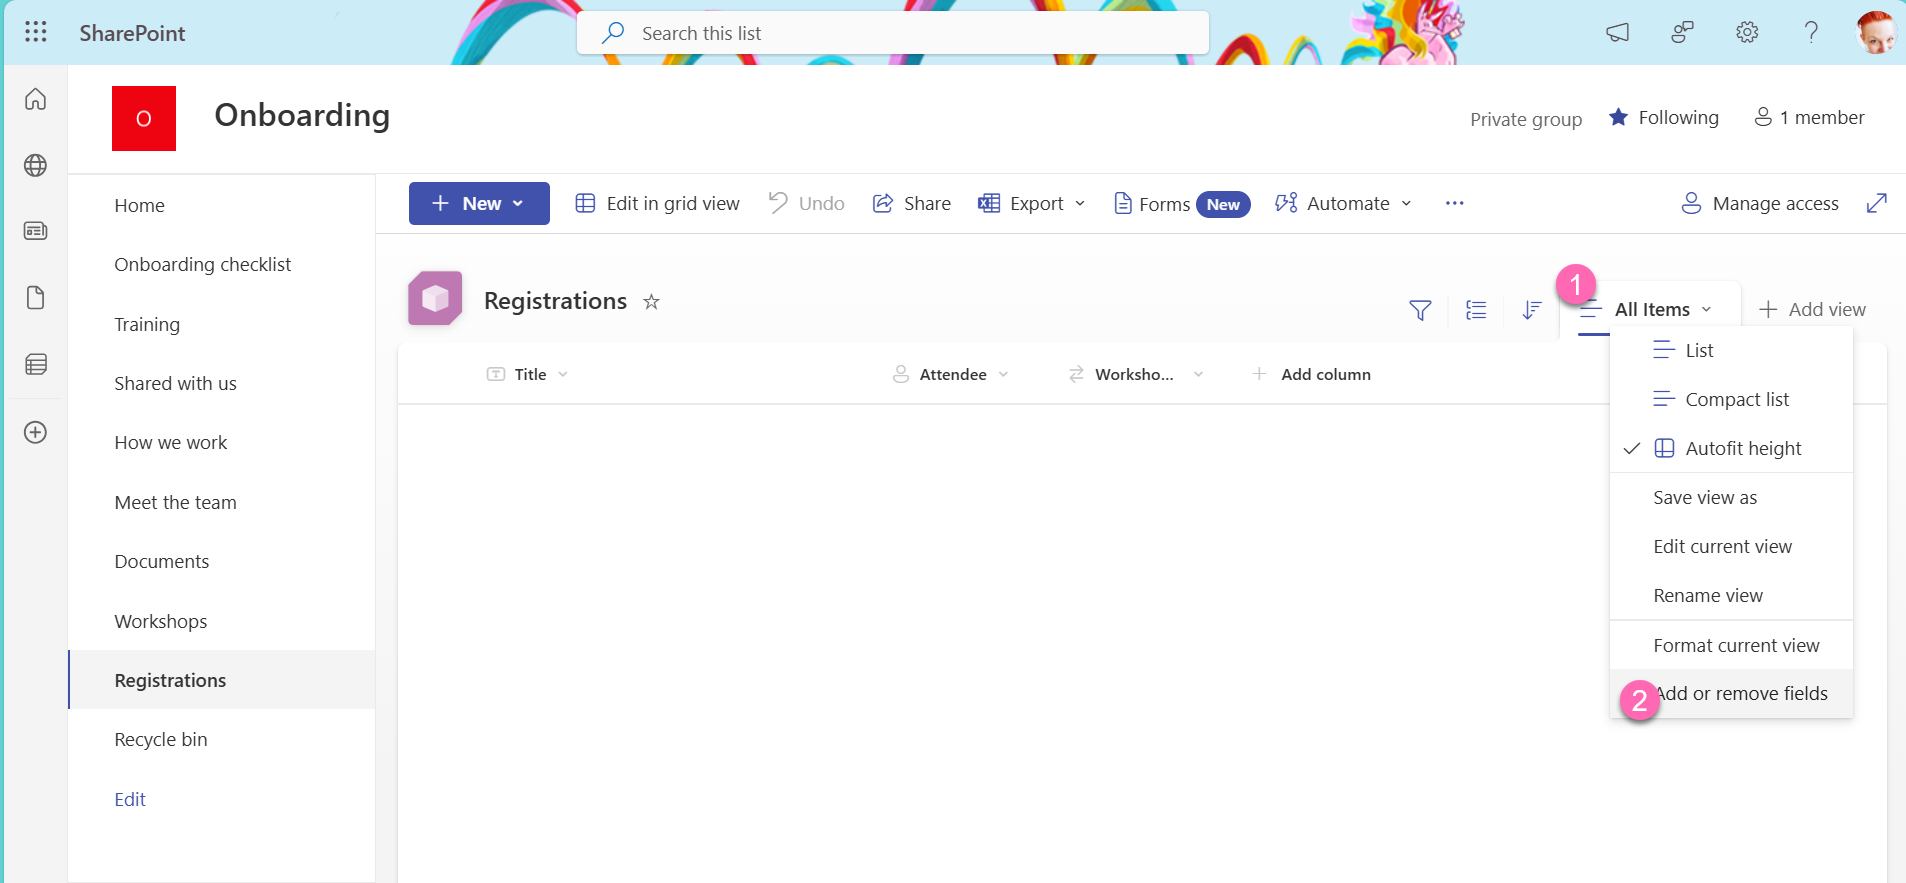 SharePoint
Search this list
O
Onboarding
Private group
Following
1 member
Home
Onboarding checklist
Training
Shared with us
How we work
Meet the team
Documents
Workshops
Registrations
Recycle bin
Edit
New
Edit in grid view
Undo
Share
Export
Forms New
Automate
Manage access
Registrations
1
All Items
Add view
Title
Attendee
Worksho...
Add column
List
Compact list
Autofit height
Save view as
Edit current view
Rename view
Format current view
2
Add or remove fields